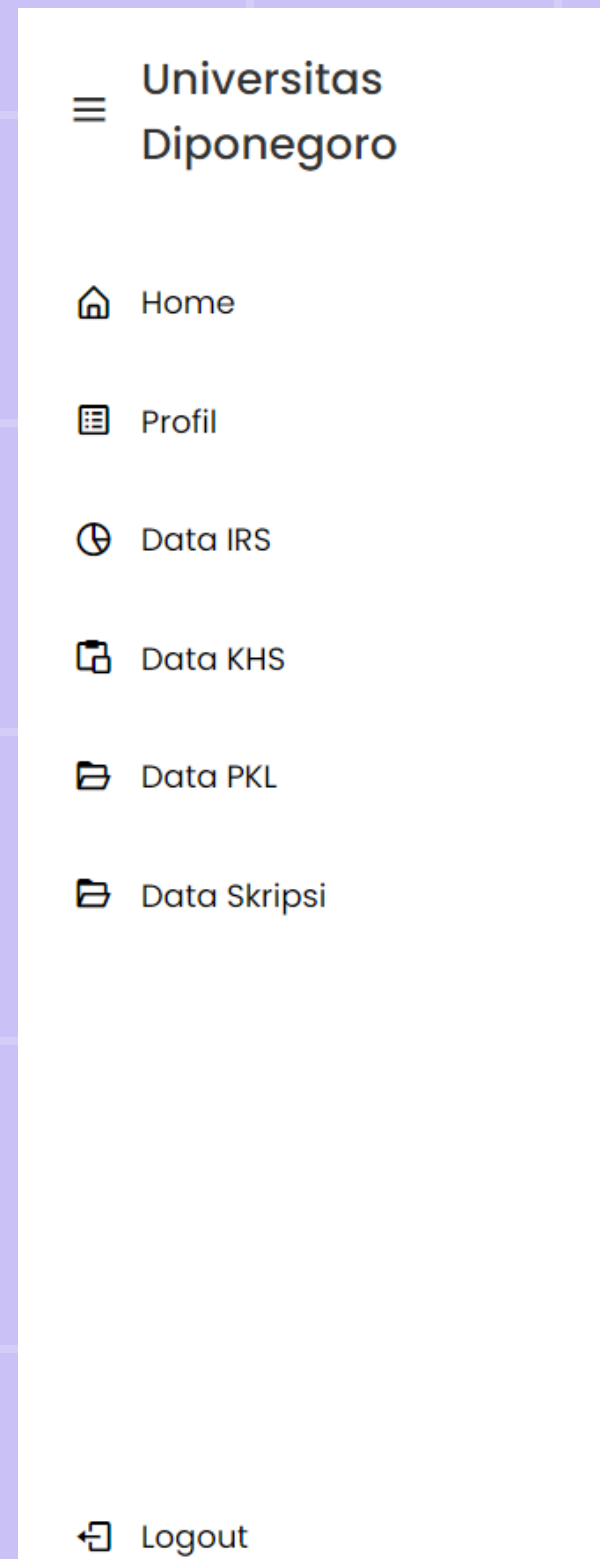 Universitas
Diponegoro
Home
Profil
Data IRS
Data KHS
Data PKL
Data Skripsi
Logout